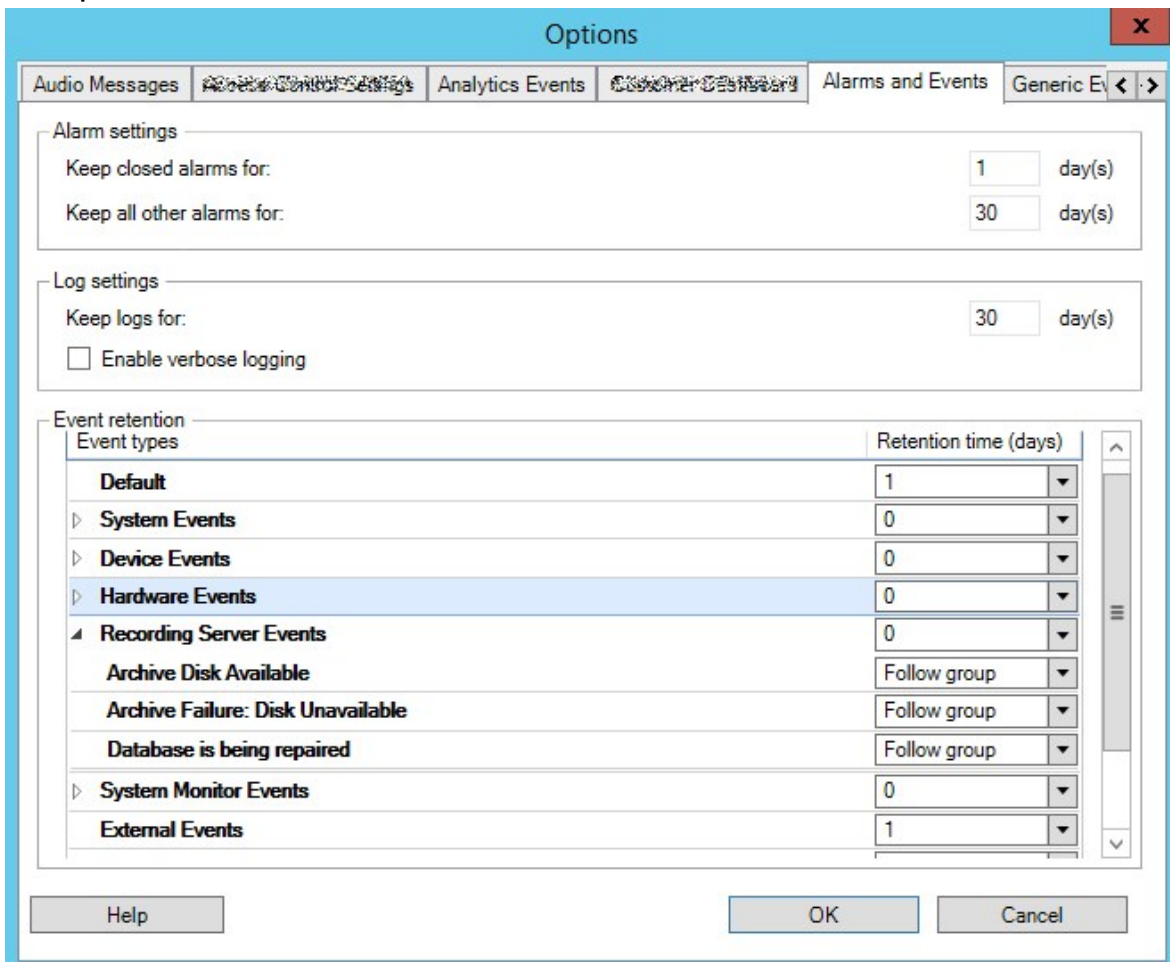 Options
x
Audio Messages Analytics Events Alarms and Events Generic Ev
Alarm settings
Keep closed alarms for: 1 day(s)
Keep all other alarms for: 30 day(s)
Log settings
Keep logs for: 30 day(s)
Enable verbose logging
Event retention
Event types Retention time (days)
Default 1
System Events 0
Device Events 0
Hardware Events 0
Recording Server Events 0
Archive Disk Available Follow group
Archive Failure: Disk Unavailable Follow group
Database is being repaired Follow group
System Monitor Events 0
External Events 1
Help OK Cancel